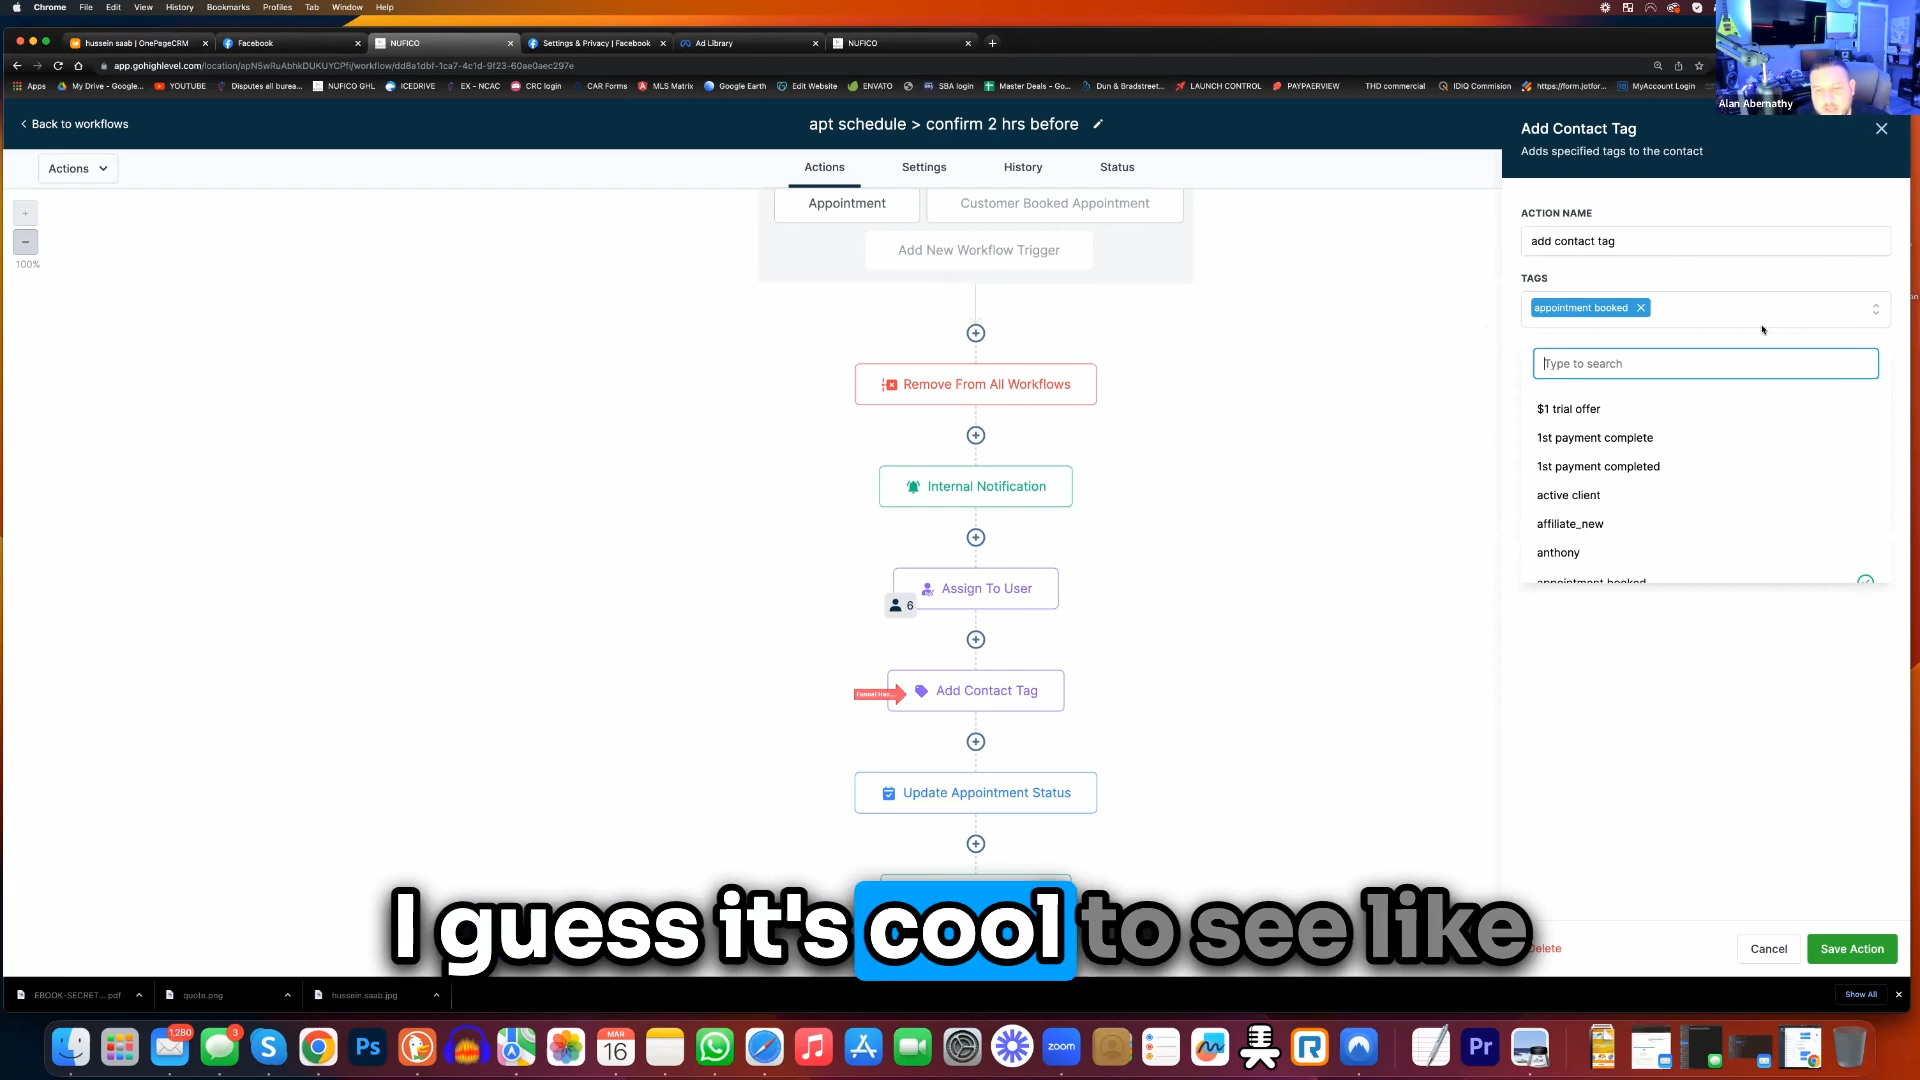 Chrome File Edit View History Bookmarks Profiles Tab Window Help
hussein saab | OnePageCRM
Facebook
NUFICO
Settings & Privacy | Facebook
Ad Library
NUFICO
app.gohighlevel.com/location/apN5wRuAbhkDUKUYCPfi/workflow/dd8a1dbf-1ca7-4c1d-9f23-60ae0aec297e
Apps My Drive - Google... YOUTUBE Disputes all burea... NUFICO GHL ICEDRIVE EX - NCAC CRC login CAR Forms MLS Matrix Google Earth Edit Website ENVATO SBA login Master Deals - Go... Dun & Bradstreet... LAUNCH CONTROL PAYPAERVIEW THD commercial IDIQ Commision https://form.jotfor... MyAccount Login
Alan Abernathy
Back to workflows
apt schedule > confirm 2 hrs before
Actions
Actions Settings History Status
100%
Appointment
Customer Booked Appointment
Add New Workflow Trigger
Remove From All Workflows
Internal Notification
Assign To User
6
Add Contact Tag
Update Appointment Status
Add Contact Tag
Adds specified tags to the contact
ACTION NAME
add contact tag
TAGS
appointment booked
Type to search
$1 trial offer
1st payment complete
1st payment completed
active client
affiliate_new
anthony
appointment booked
Delete
Cancel
Save Action
I guess it's cool to see like
EBOOK-SECRET....pdf
quote.png
hussein saab.jpg
Show All
1,280
3
Ps
MAR
16
zoom
Pr